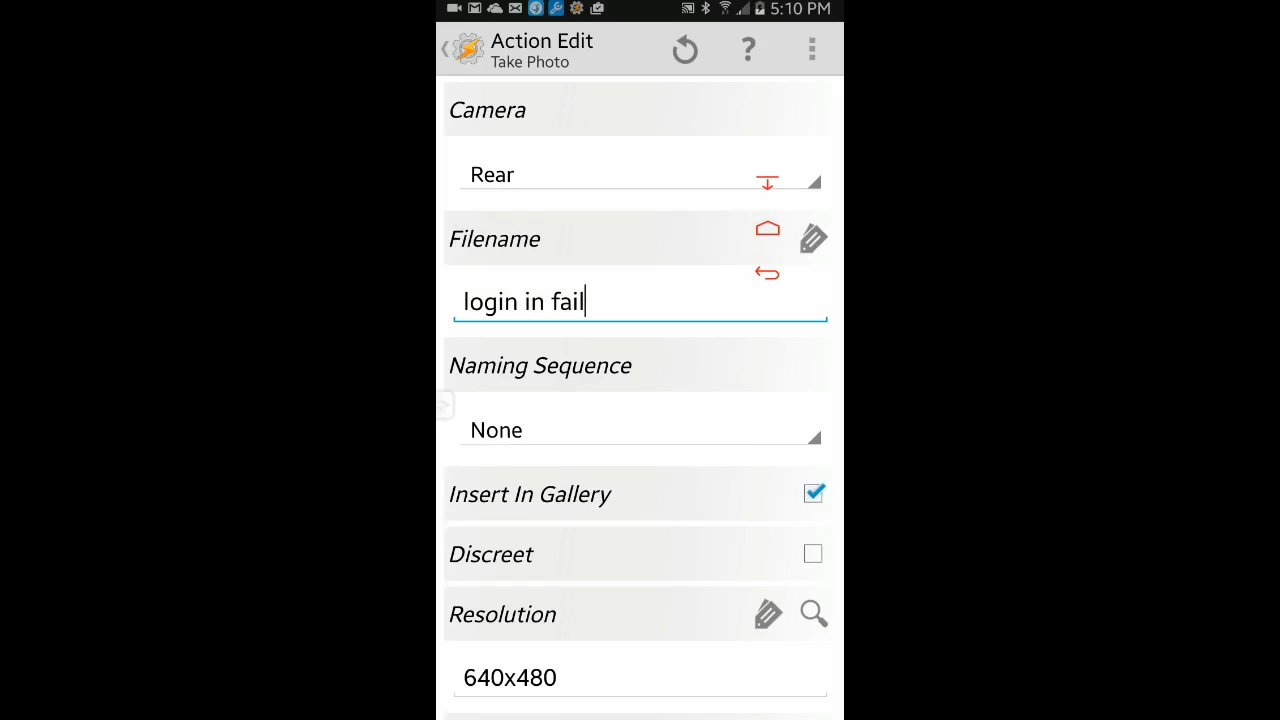 5:10 PM
Action Edit
Take Photo
?
Camera
Rear
Filename
login in fail
Naming Sequence
None
Insert In Gallery
Discreet
Resolution
640x480